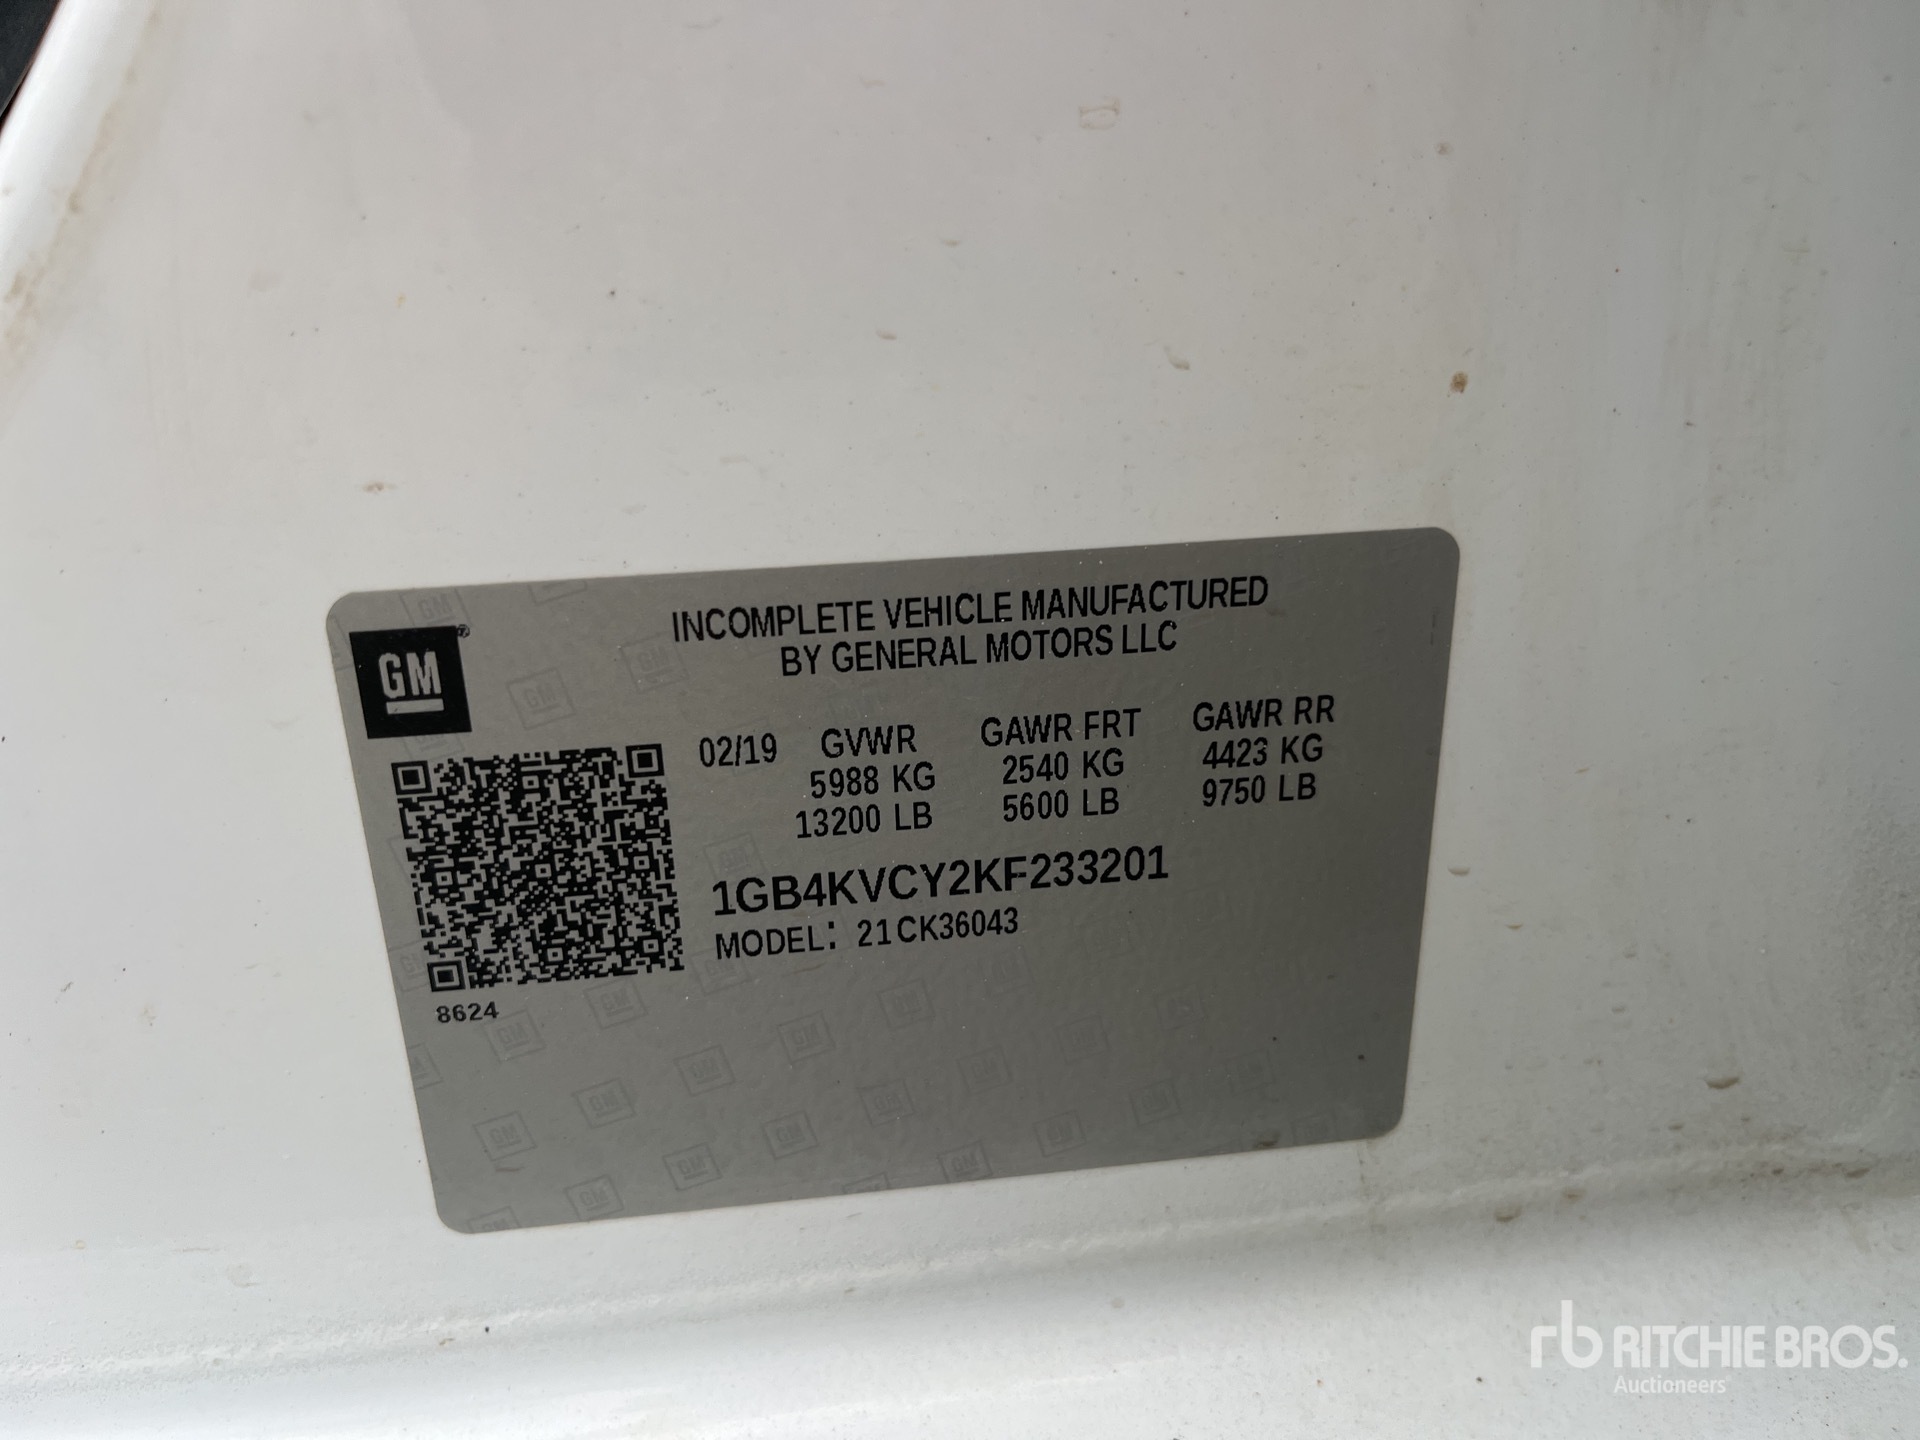 INCOMPLETE VEHICLE MANUFACTURED
BY GENERAL MOTORS LLC
GM®
02/19 GVWR GAWR FRT GAWR RR
5988 KG 2540 KG 4423 KG
13200 LB 5600 LB 9750 LB
1GB4KVCY2KF233201
MODEL: 21CK36043
8624
rb RITCHIE BROS.
Auctioneers